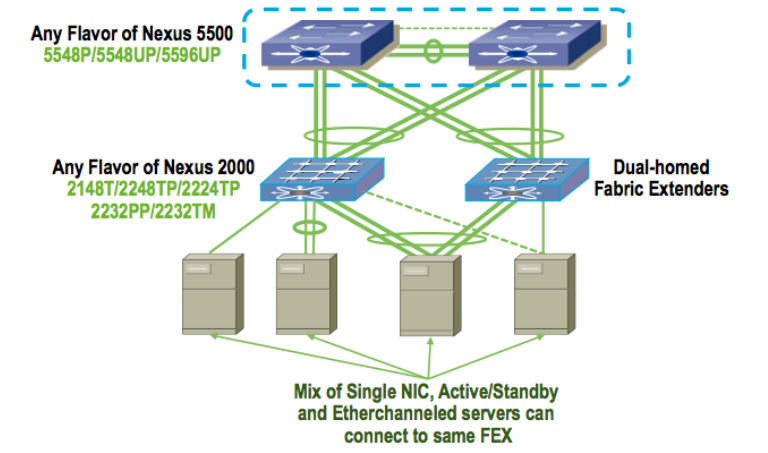 Any Flavor of Nexus 5500
5548P/5548UP/5596UP
Any Flavor of Nexus 2000
2148T/2248TP/2224TP
2232PP/2232TM
Dual-homed
Fabric Extenders
Mix of Single NIC, Active/Standby
and Etherchanneled servers can
connect to same FEX